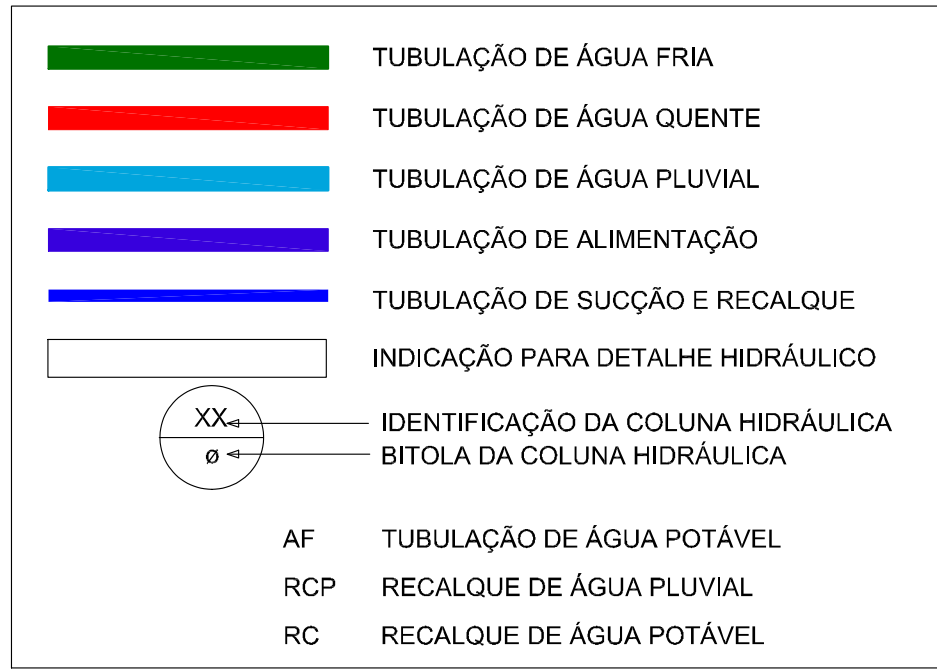 TUBULAÇÃO DE ÁGUA FRIA
TUBULAÇÃO DE ÁGUA QUENTE
TUBULAÇÃO DE ÁGUA PLUVIAL
TUBULAÇÃO DE ALIMENTAÇÃO
TUBULAÇÃO DE SUCÇÃO E RECALQUE
INDICAÇÃO PARA DETALHE HIDRÁULICO
XX IDENTIFICAÇÃO DA COLUNA HIDRÁULICA
ø BITOLA DA COLUNA HIDRÁULICA
AF TUBULAÇÃO DE ÁGUA POTÁVEL
RCP RECALQUE DE ÁGUA PLUVIAL
RC RECALQUE DE ÁGUA POTÁVEL